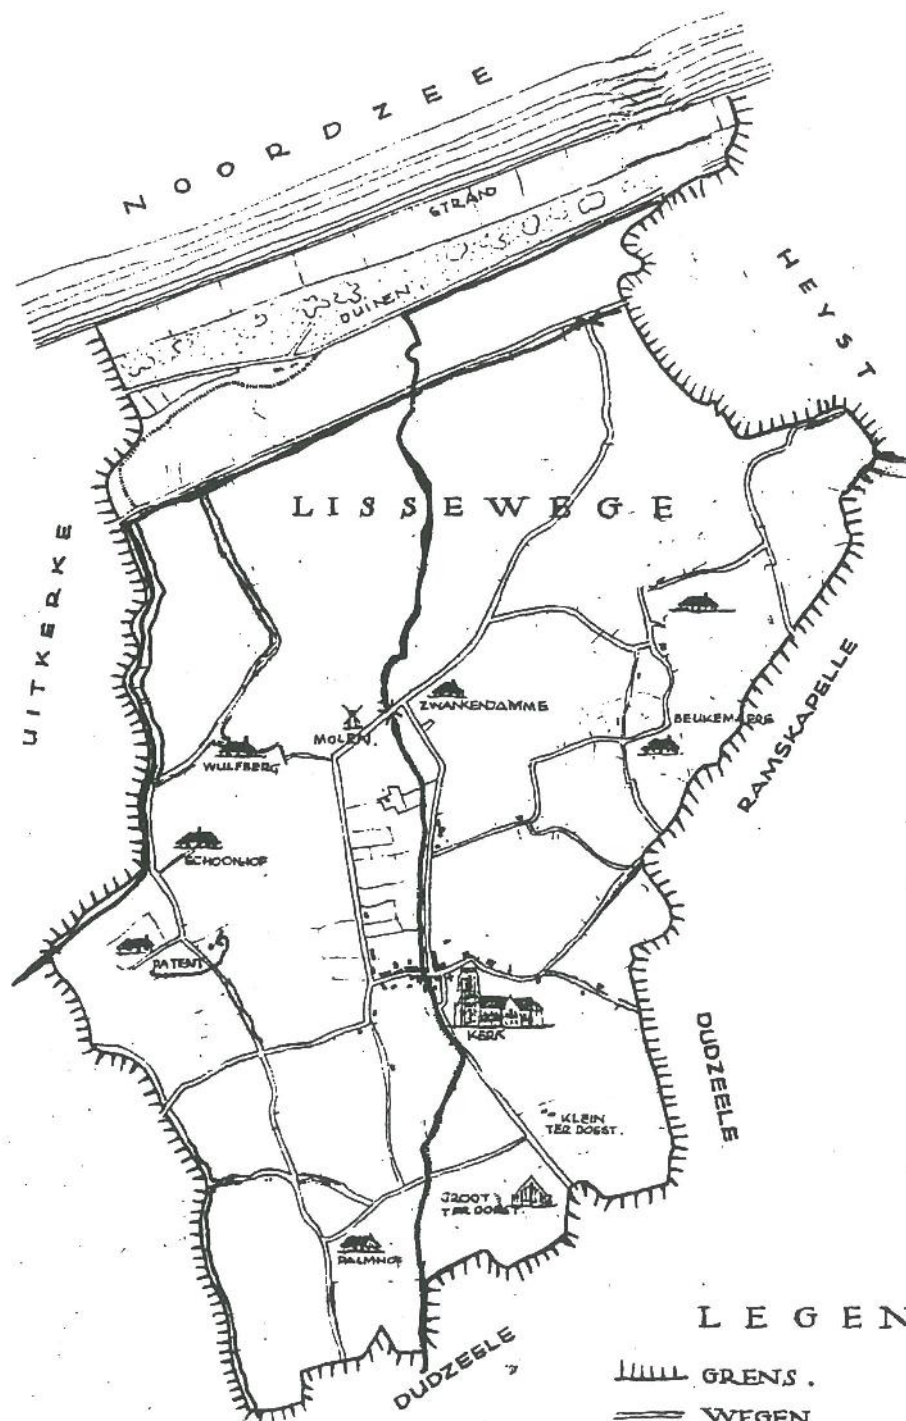 NOORDZEE
STRAND
DUINEN.
HEYST
LISSEWEGE
UITKERKE
ZWANKENDAMME
MOLEN.
WULFBERG
RAMSKAPELLE
SCHOONHOF
PATENT
KERK
DUDZEELE
KLEIN
TER DOEST.
GROOT
TER DOEST.
PALMHOF
DUDZEELE
LEGEN
GRENS.
WEGEN